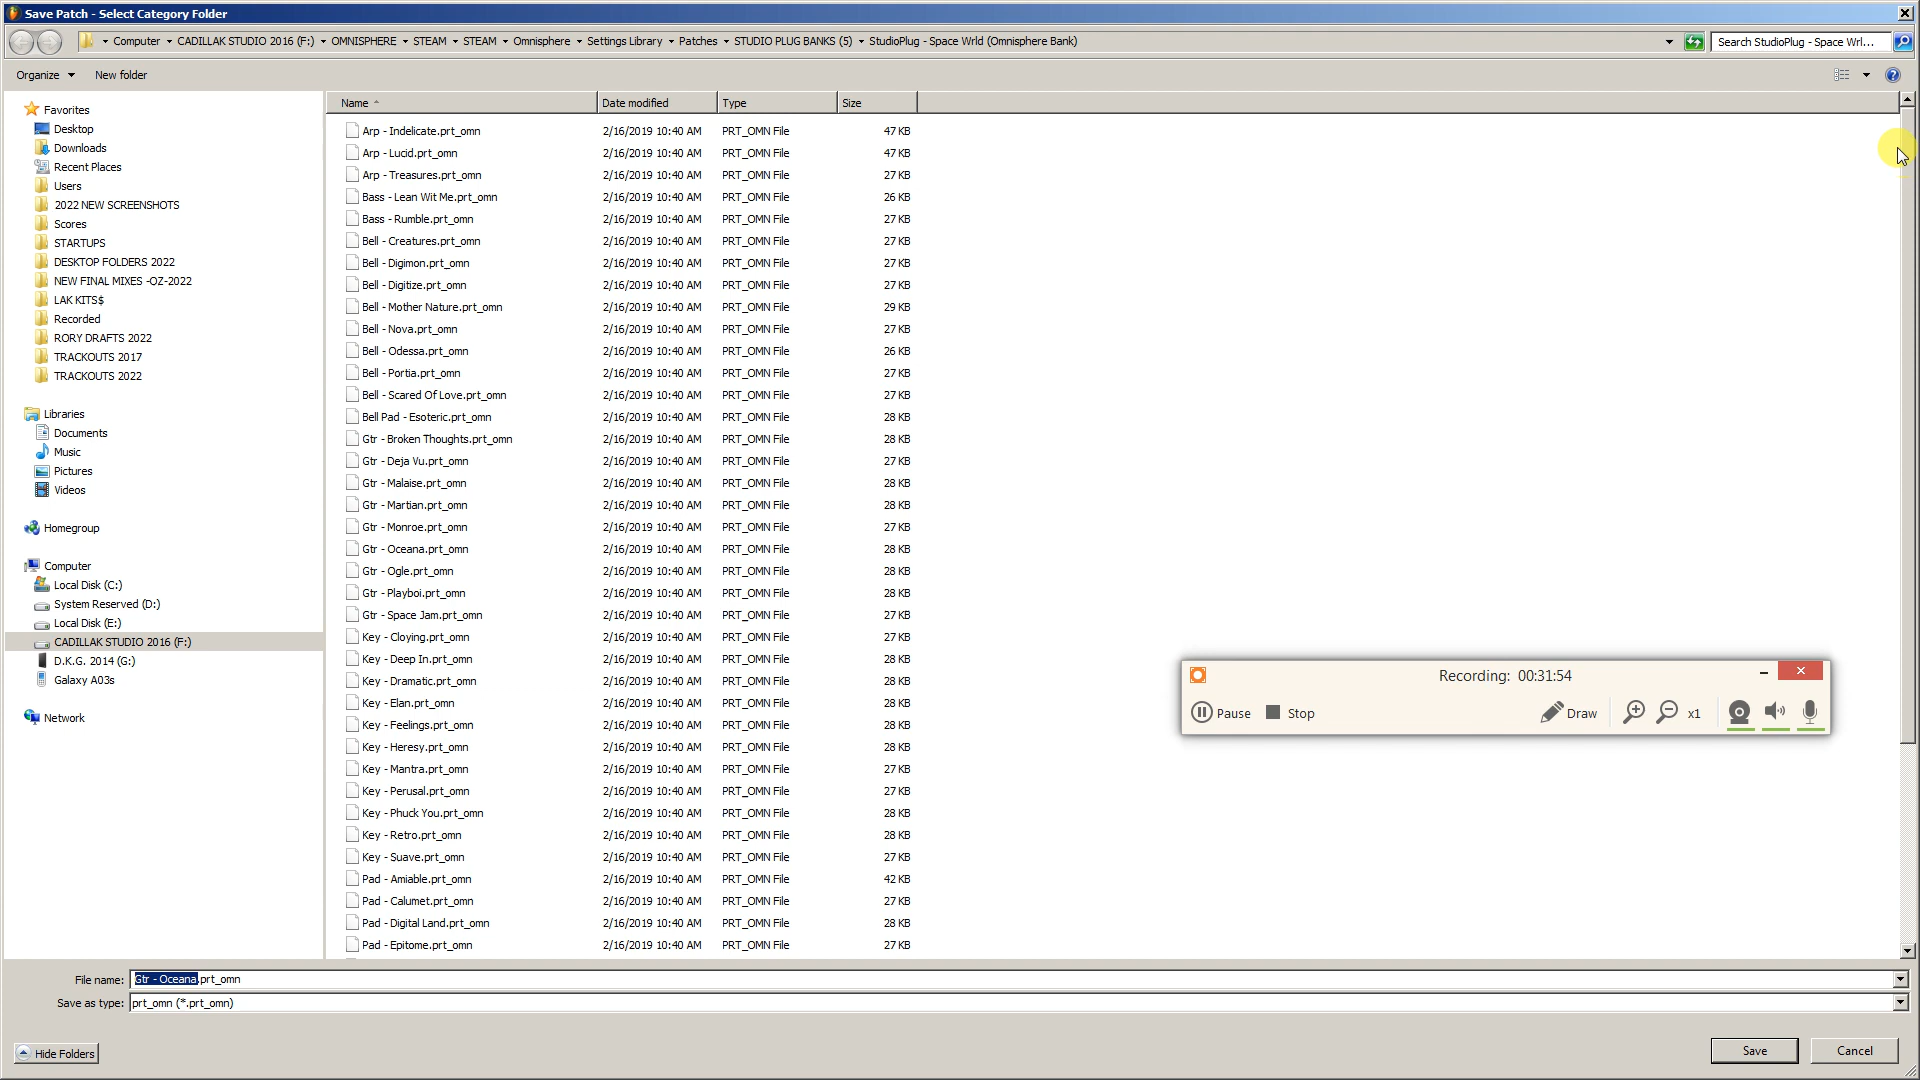 Save Patch - Select Category Folder
Computer CADILLAK STUDIO 2016 (F:) OMNISPHERE STEAM STEAM Omnisphere Settings Library Patches STUDIO PLUG BANKS (5) StudioPlug - Space Wrld (Omnisphere Bank) Search StudioPlug - Space Wrl...
Organize New folder
Name Date modified Type Size
Favorites
Desktop
Downloads
Recent Places
Users
2022 NEW SCREENSHOTS
Scores
STARTUPS
DESKTOP FOLDERS 2022
NEW FINAL MIXES -OZ-2022
LAK KITS$
Recorded
RORY DRAFTS 2022
TRACKOUTS 2017
TRACKOUTS 2022
Libraries
Documents
Music
Pictures
Videos
Homegroup
Computer
Local Disk (C:)
System Reserved (D:)
Local Disk (E:)
CADILLAK STUDIO 2016 (F:)
D.K.G. 2014 (G:)
Galaxy A03s
Network
Arp - Indelicate.prt_omn 2/16/2019 10:40 AM PRT_OMN File 47 KB
Arp - Lucid.prt_omn 2/16/2019 10:40 AM PRT_OMN File 47 KB
Arp - Treasures.prt_omn 2/16/2019 10:40 AM PRT_OMN File 27 KB
Bass - Lean Wit Me.prt_omn 2/16/2019 10:40 AM PRT_OMN File 26 KB
Bass - Rumble.prt_omn 2/16/2019 10:40 AM PRT_OMN File 27 KB
Bell - Creatures.prt_omn 2/16/2019 10:40 AM PRT_OMN File 27 KB
Bell - Digimon.prt_omn 2/16/2019 10:40 AM PRT_OMN File 27 KB
Bell - Digitize.prt_omn 2/16/2019 10:40 AM PRT_OMN File 27 KB
Bell - Mother Nature.prt_omn 2/16/2019 10:40 AM PRT_OMN File 29 KB
Bell - Nova.prt_omn 2/16/2019 10:40 AM PRT_OMN File 27 KB
Bell - Odessa.prt_omn 2/16/2019 10:40 AM PRT_OMN File 26 KB
Bell - Portia.prt_omn 2/16/2019 10:40 AM PRT_OMN File 27 KB
Bell - Scared Of Love.prt_omn 2/16/2019 10:40 AM PRT_OMN File 27 KB
Bell Pad - Esoteric.prt_omn 2/16/2019 10:40 AM PRT_OMN File 28 KB
Gtr - Broken Thoughts.prt_omn 2/16/2019 10:40 AM PRT_OMN File 28 KB
Gtr - Deja Vu.prt_omn 2/16/2019 10:40 AM PRT_OMN File 28 KB
Gtr - Malaise.prt_omn 2/16/2019 10:40 AM PRT_OMN File 28 KB
Gtr - Martian.prt_omn 2/16/2019 10:40 AM PRT_OMN File 28 KB
Gtr - Monroe.prt_omn 2/16/2019 10:40 AM PRT_OMN File 27 KB
Gtr - Oceana.prt_omn 2/16/2019 10:40 AM PRT_OMN File 28 KB
Gtr - Ogle.prt_omn 2/16/2019 10:40 AM PRT_OMN File 28 KB
Gtr - Playboi.prt_omn 2/16/2019 10:40 AM PRT_OMN File 28 KB
Gtr - Space Jam.prt_omn 2/16/2019 10:40 AM PRT_OMN File 27 KB
Key - Cloying.prt_omn 2/16/2019 10:40 AM PRT_OMN File 27 KB
Key - Deep In.prt_omn 2/16/2019 10:40 AM PRT_OMN File 28 KB
Key - Dramatic.prt_omn 2/16/2019 10:40 AM PRT_OMN File 28 KB
Key - Elan.prt_omn 2/16/2019 10:40 AM PRT_OMN File 28 KB
Key - Feelings.prt_omn 2/16/2019 10:40 AM PRT_OMN File 28 KB
Key - Heresy.prt_omn 2/16/2019 10:40 AM PRT_OMN File 28 KB
Key - Mantra.prt_omn 2/16/2019 10:40 AM PRT_OMN File 27 KB
Key - Perusal.prt_omn 2/16/2019 10:40 AM PRT_OMN File 27 KB
Key - Phuck You.prt_omn 2/16/2019 10:40 AM PRT_OMN File 28 KB
Key - Retro.prt_omn 2/16/2019 10:40 AM PRT_OMN File 28 KB
Key - Suave.prt_omn 2/16/2019 10:40 AM PRT_OMN File 27 KB
Pad - Amiable.prt_omn 2/16/2019 10:40 AM PRT_OMN File 42 KB
Pad - Calumet.prt_omn 2/16/2019 10:40 AM PRT_OMN File 27 KB
Pad - Digital Land.prt_omn 2/16/2019 10:40 AM PRT_OMN File 28 KB
Pad - Epitome.prt_omn 2/16/2019 10:40 AM PRT_OMN File 27 KB
Recording: 00:31:54
Pause Stop Draw x1
File name: Gtr - Oceana.prt_omn
Save as type: prt_omn (*.prt_omn)
Hide Folders Save Cancel